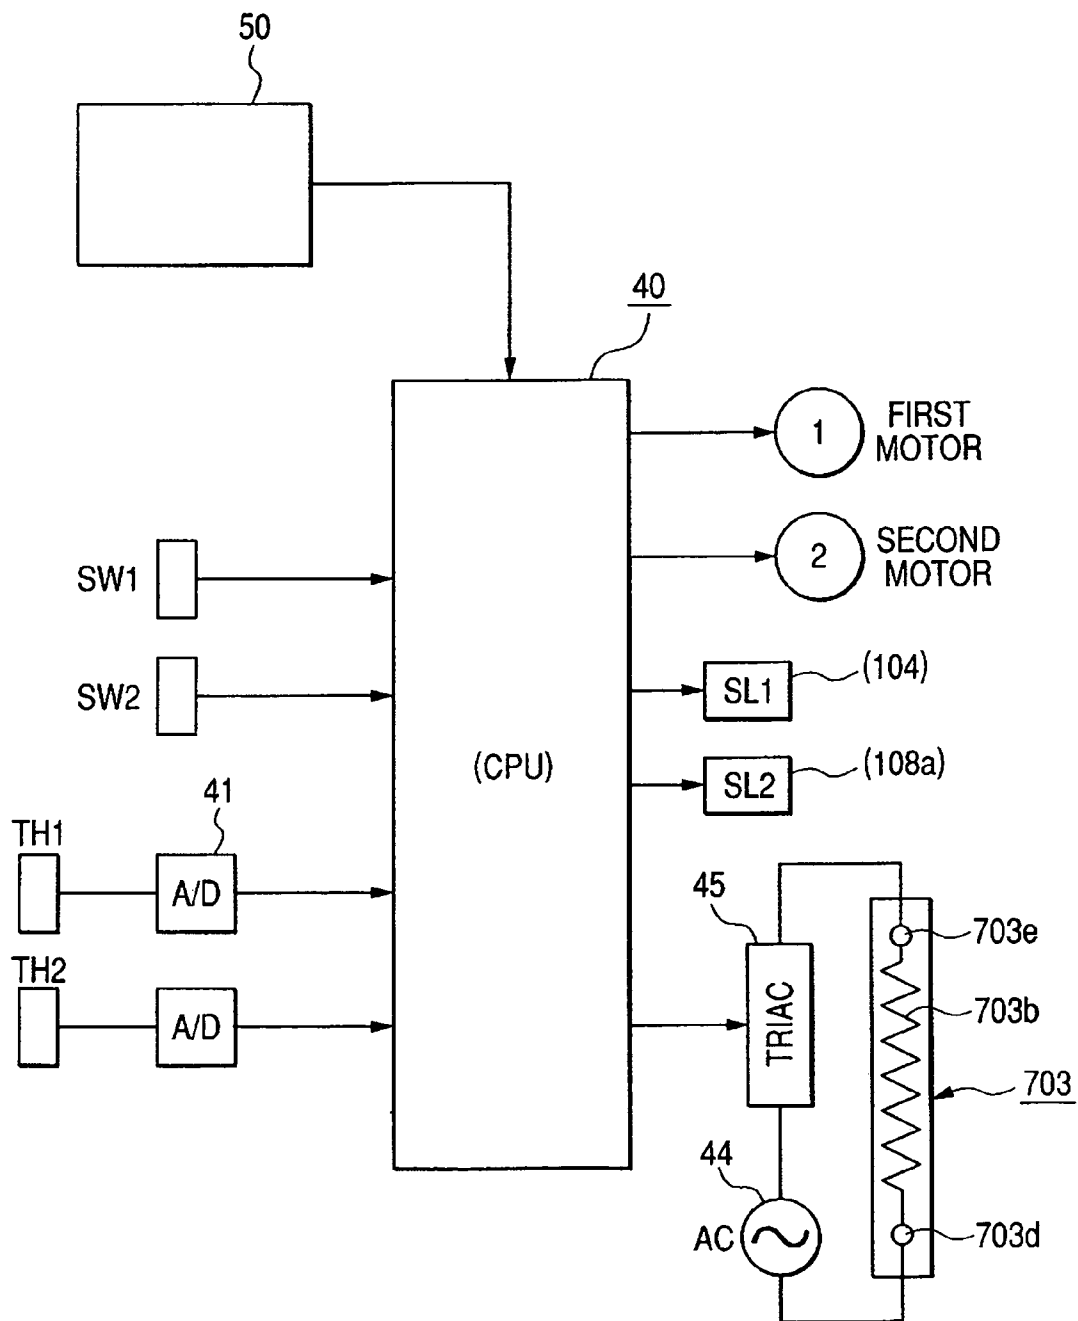 50
40
1
FIRST
MOTOR
2
SECOND
MOTOR
SW1
SW2
SL1
(104)
SL2
(108a)
(CPU)
41
TH1
A/D
TH2
A/D
45
TRIAC
703e
703b
703
44
AC
703d